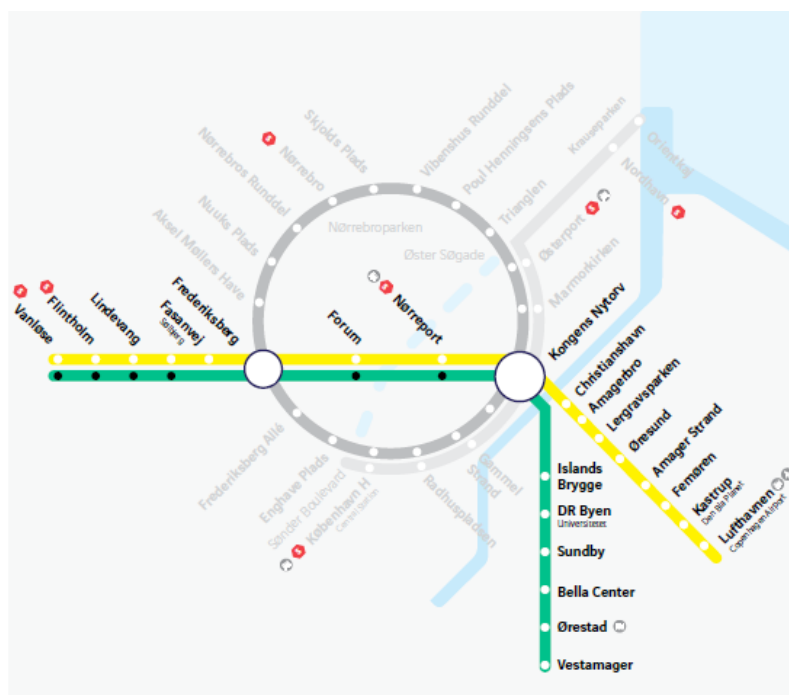 Skjolds Plads
Vibenshus Runddel
Poul Henningsens Plads
Krauseparken
Orientkaj
Nordhavn
Nørrebro
Nørrebros Runddel
Trianglen
Østerport
Nuuks Plads
Nørrebroparken
Aksel Møllers Have
Øster Søgade
Marmorkirken
Vanløse
Flintholm
Lindevang
Fasanvej
Solbjerg
Frederiksberg
Forum
Nørreport
Kongens Nytorv
Christianshavn
Amagerbro
Lergravsparken
Øresund
Amager Strand
Femøren
Kastrup
Den Blå Planet
Lufthavnen
Copenhagen Airport
Frederiksberg Allé
Enghave Plads
Sønder Boulevard
København H
Central Station
Rådhuspladsen
Gammel
Strand
Islands
Brygge
DR Byen
Universitetet
Sundby
Bella Center
Ørestad
Vestamager